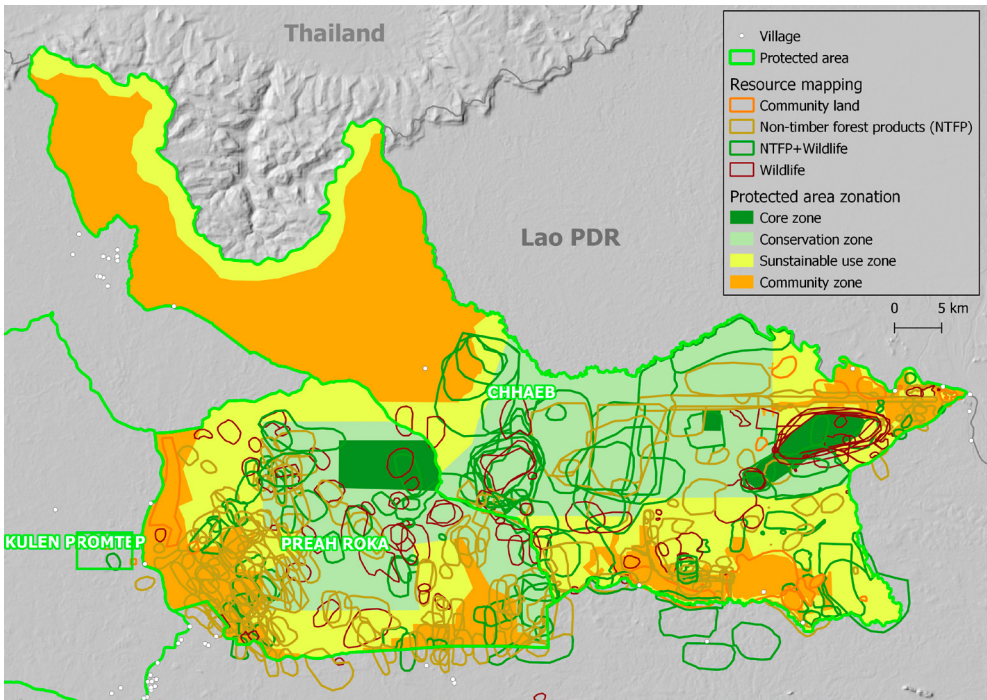 Thailand
Lao PDR
CHHAEB
PREAH ROKA
KULEN PROMTEP
Village
Protected area
Resource mapping
Community land
Non-timber forest products (NTFP)
NTFP+Wildlife
Wildlife
Protected area zonation
Core zone
Conservation zone
Sunstainable use zone
Community zone
0 5 km